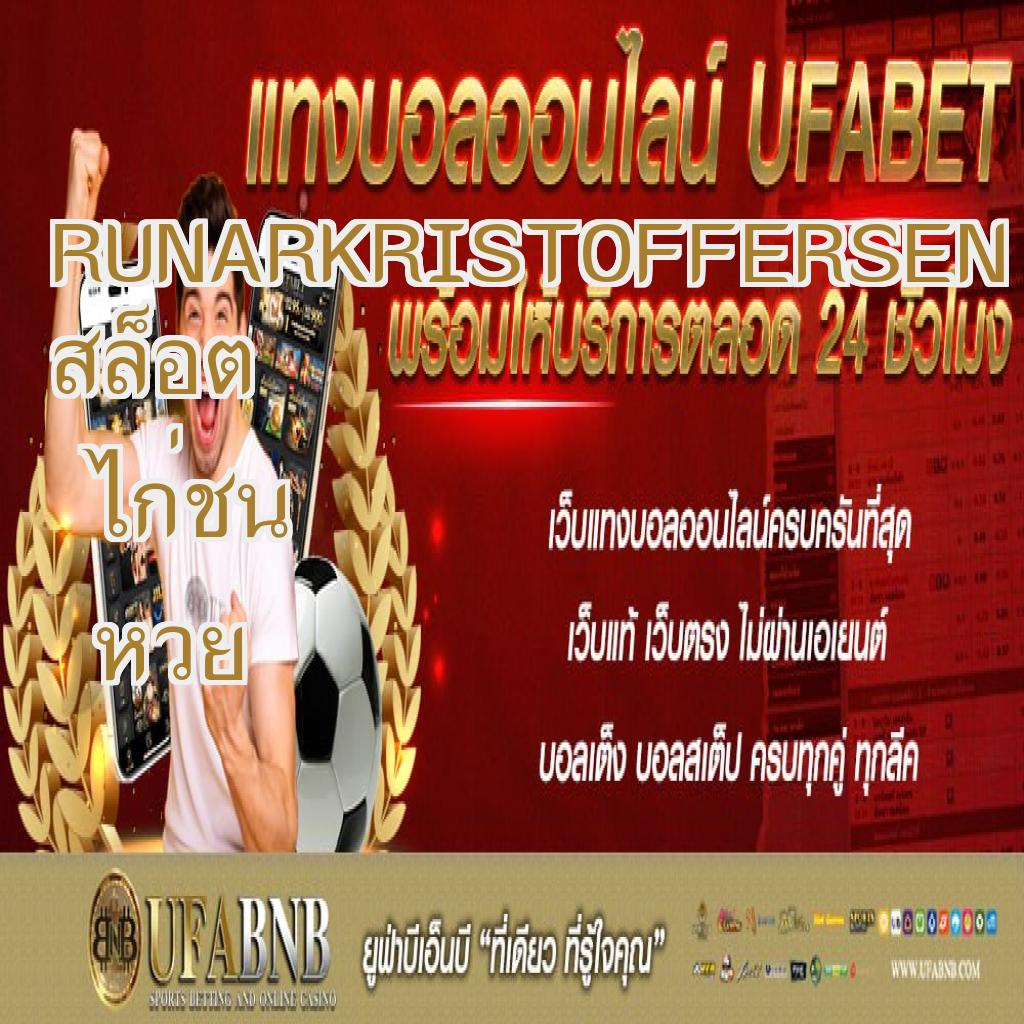 แทงบอลออนไลน์ UFABET
RUNARKRISTOFFERSEN
พร้อมให้บริการตลอด 24 ชั่วโมง
สล็อต
ไก่ชน
หวย
เว็บแทงบอลออนไลน์ครบครันที่สุด
เว็บแท้ เว็บตรง ไม่ผ่านเอเยนต์
บอลเต็ง บอลสเต็ป ครบทุกคู่ ทุกลีค
BNB
UFABNB
SPORTS BETTING AND ONLINE CASINO
ยูฟ่าบีเอ็นบี “ที่เดียว ที่รู้ใจคุณ”
WWW.UFABNB.COM